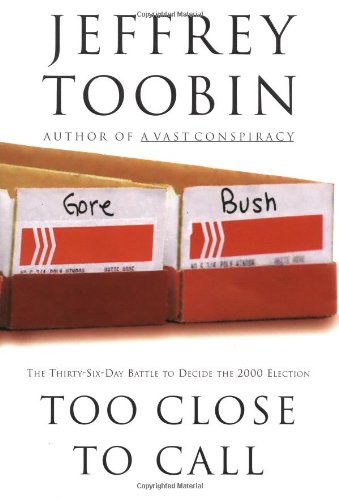 JEFFREY
TOOBIN
AUTHOR OF A VAST CONSPIRACY
Gore Bush
THE THIRTY-SIX-DAY BATTLE TO DECIDE THE 2000 ELECTION
TOO CLOSE
TO CALL